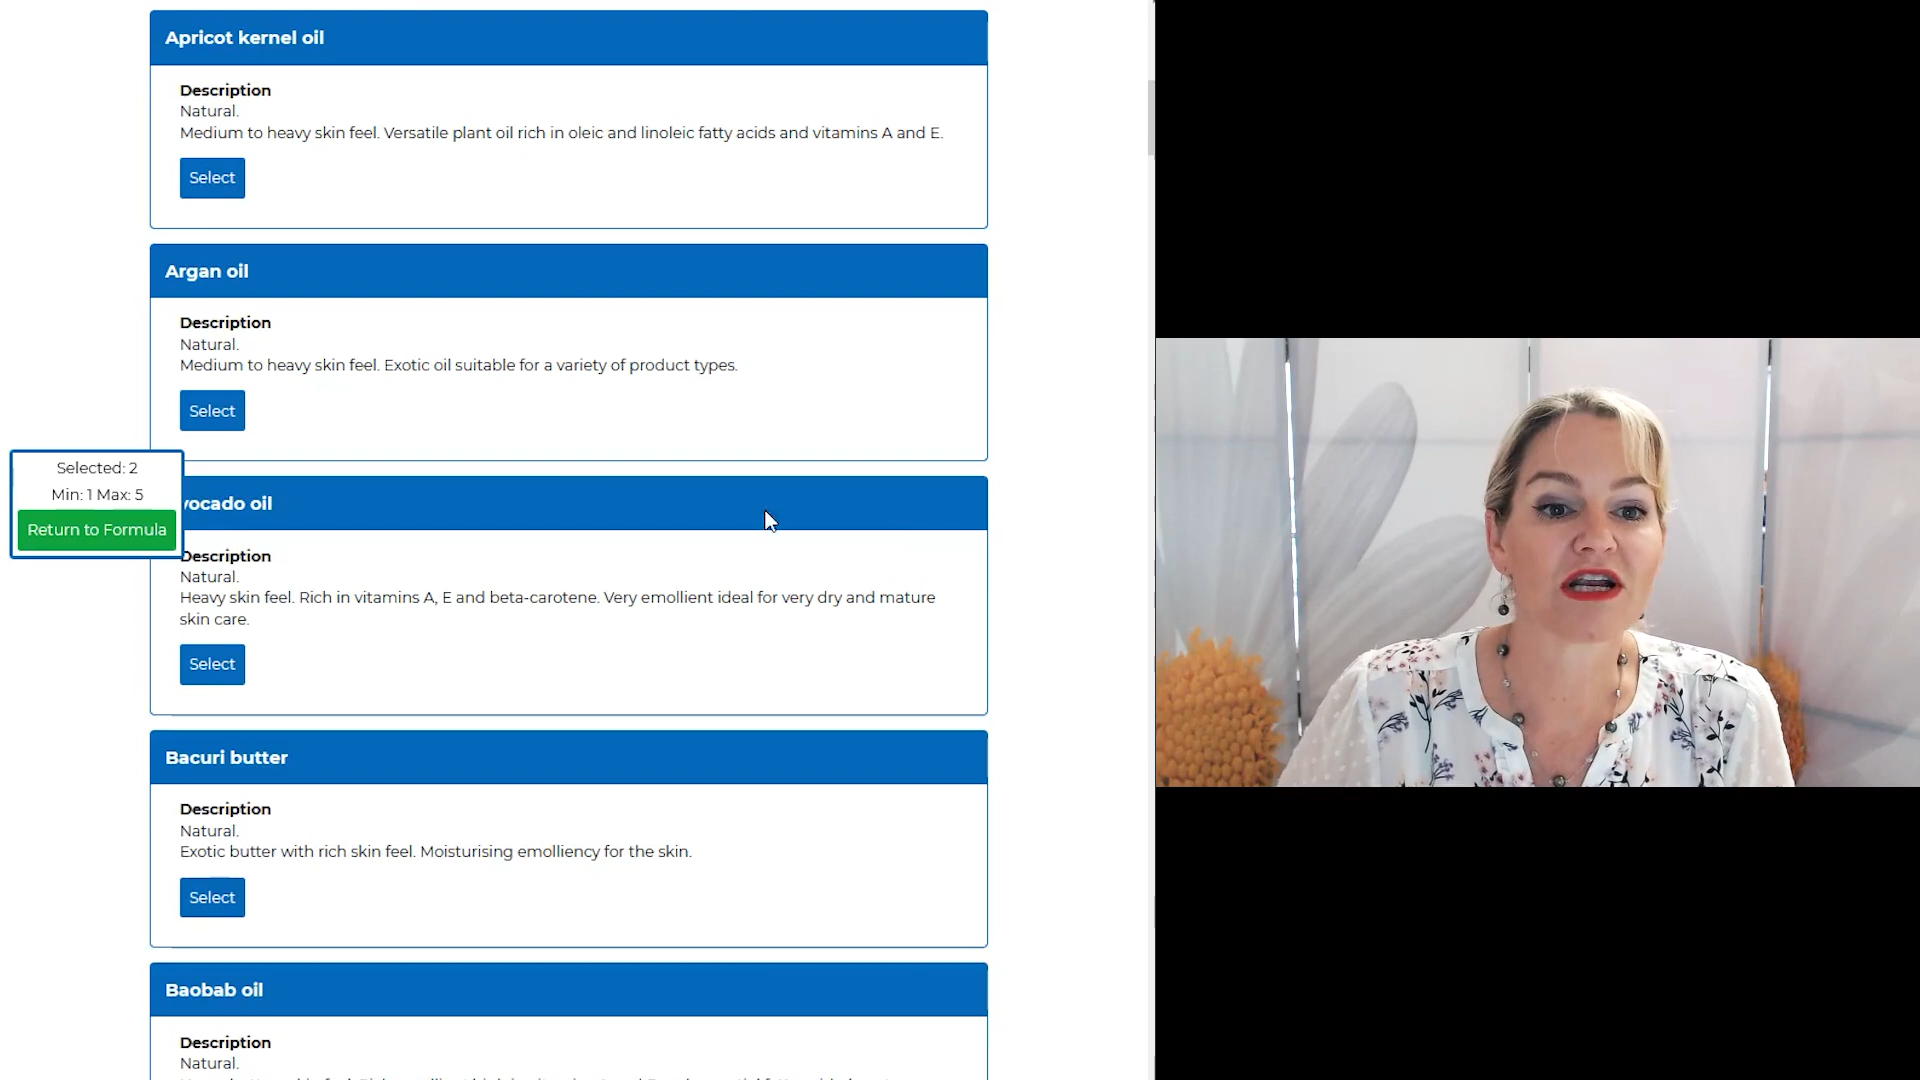 Apricot kernel oil
Description
Natural.
Medium to heavy skin feel. Versatile plant oil rich in oleic and linoleic fatty acids and vitamins A and E.
Select
Argan oil
Description
Natural.
Medium to heavy skin feel. Exotic oil suitable for a variety of product types.
Select
Selected: 2
Min: 1 Max: 5
Return to Formula
vocado oil
Description
Natural.
Heavy skin feel. Rich in vitamins A, E and beta-carotene. Very emollient ideal for very dry and mature
skin care.
Select
Bacuri butter
Description
Natural.
Exotic butter with rich skin feel. Moisturising emolliency for the skin.
Select
Baobab oil
Description
Natural.